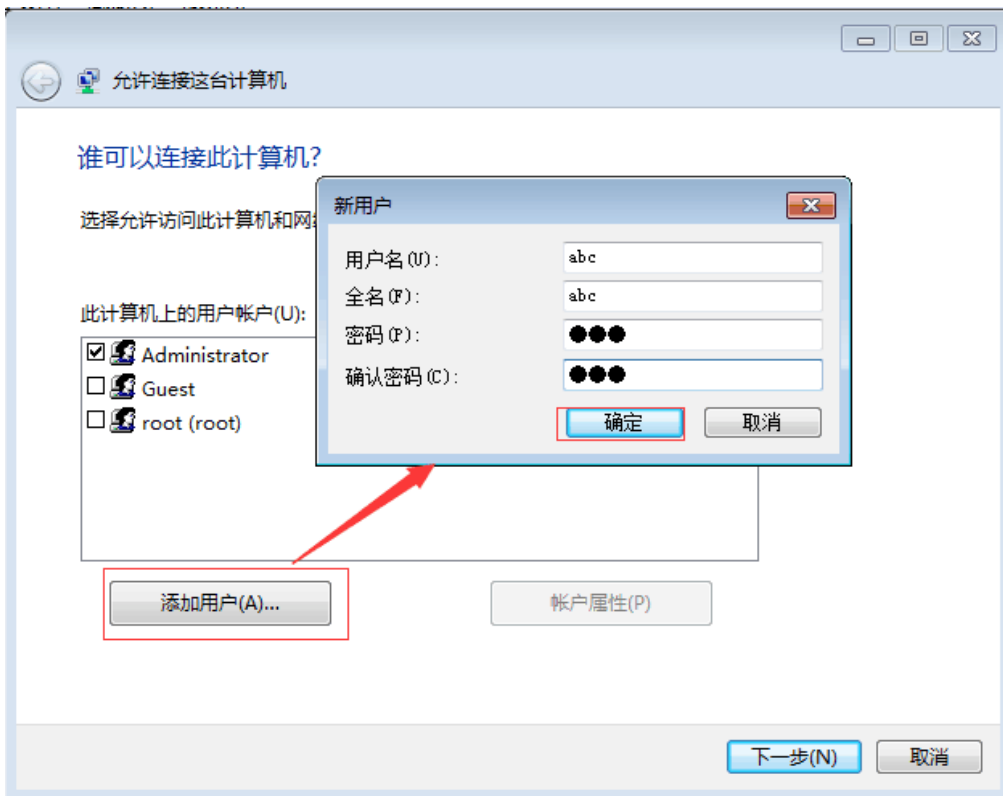 允许连接这台计算机
谁可以连接此计算机?
选择允许访问此计算机和网
此计算机上的用户帐户(U):
Administrator
Guest
root (root)
新用户
用户名(U): abc
全名(F): abc
密码(P): ●●●
确认密码(C): ●●●
确定 取消
添加用户(A)... 帐户属性(P)
下一步(N) 取消